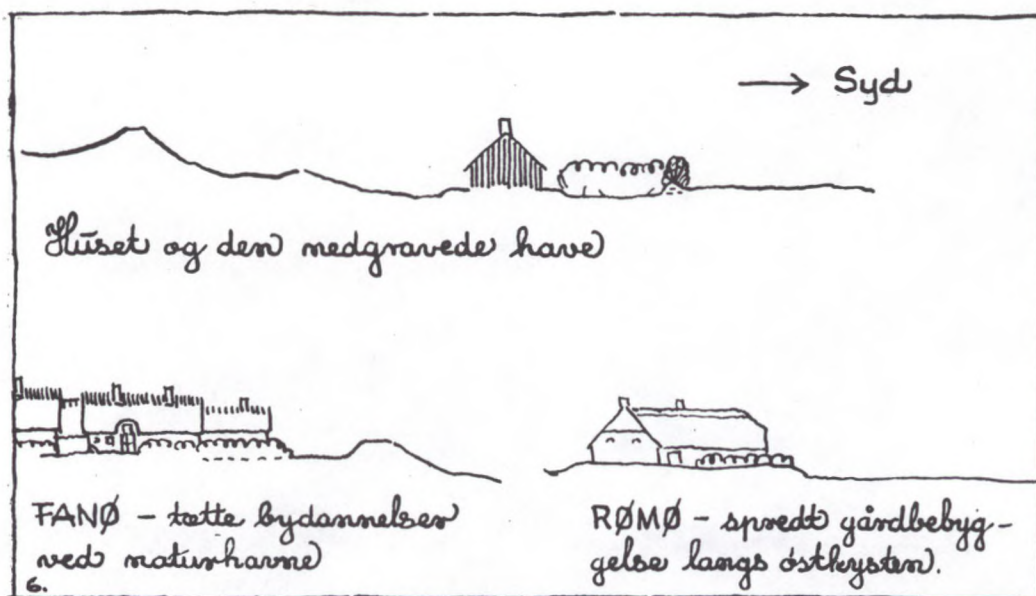 → Syd
Huset og den nedgravede have
FANØ - tætte bydannelser
ved naturhavne
RØMØ - spredt gårdbebyg-
gelse langs østkysten.
6.